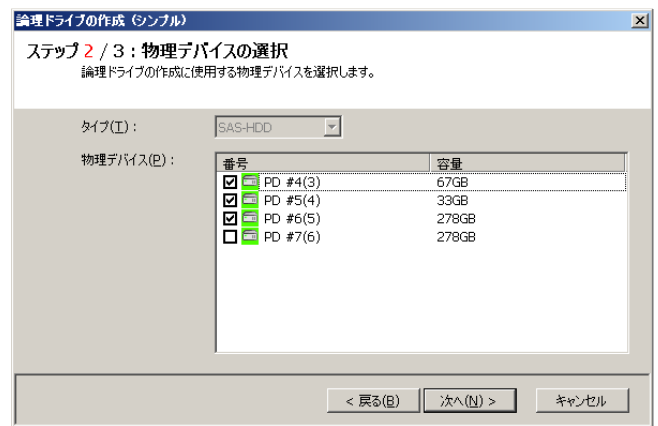 論理ドライブの作成 (シンプル)
ステップ 2 / 3 : 物理デバイスの選択
論理ドライブの作成に使用する物理デバイスを選択します。
タイプ(T) : SAS-HDD
物理デバイス(P) : 番号 容量
PD #4(3) 67GB
PD #5(4) 33GB
PD #6(5) 278GB
PD #7(6) 278GB
< 戻る(B) 次へ(N) > キャンセル